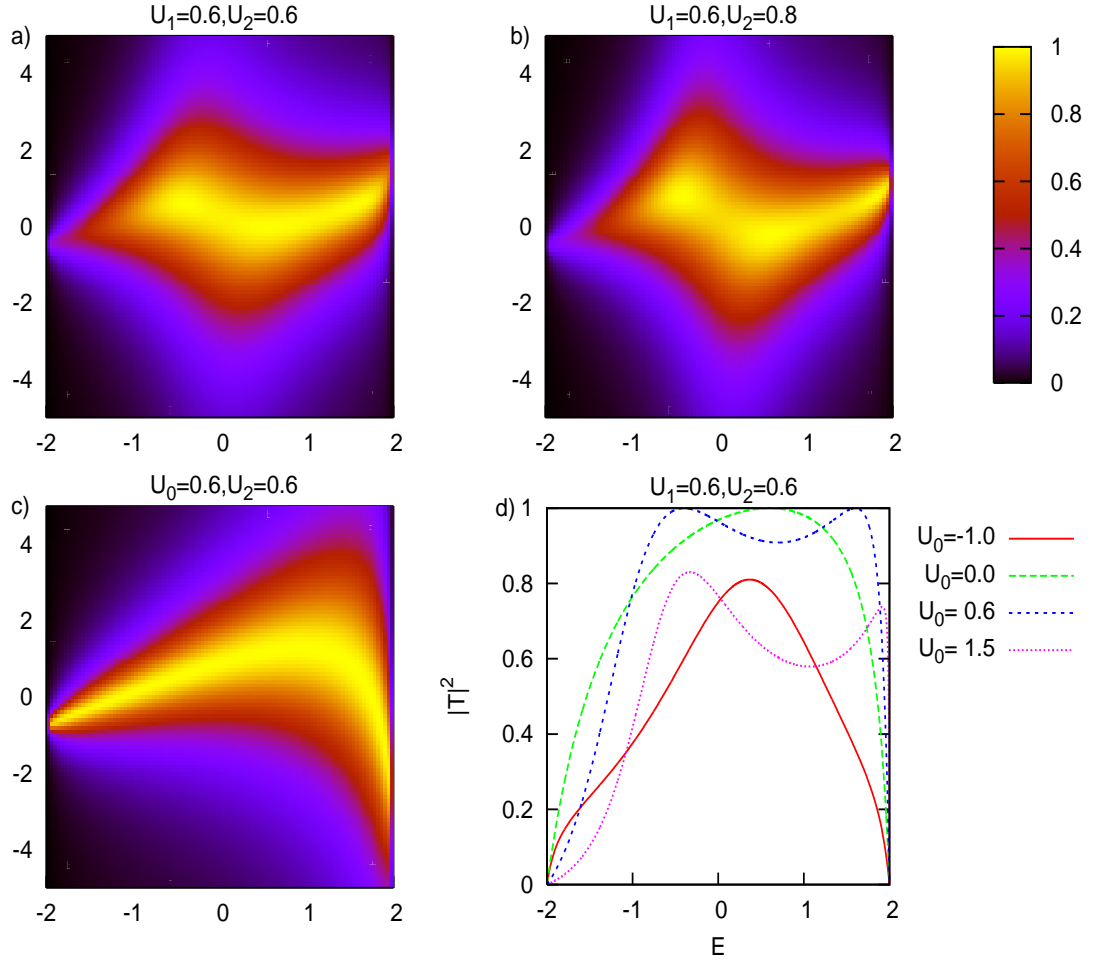 U₁=0.6,U₂=0.6
U₁=0.6,U₂=0.8
a)
4
2
0
-2
-4
-2 -1 0 1 2
b)
4
2
0
-2
-4
-2 -1 0 1 2
1
0.8
0.6
0.4
0.2
0
U₀=0.6,U₂=0.6
U₁=0.6,U₂=0.6
c)
4
2
0
-2
-4
-2 -1 0 1 2
d)
1
0.8
0.6
0.4
0.2
0
|T|²
-2 -1 0 1 2
E
U₀=-1.0
U₀=0.0
U₀= 0.6
U₀= 1.5